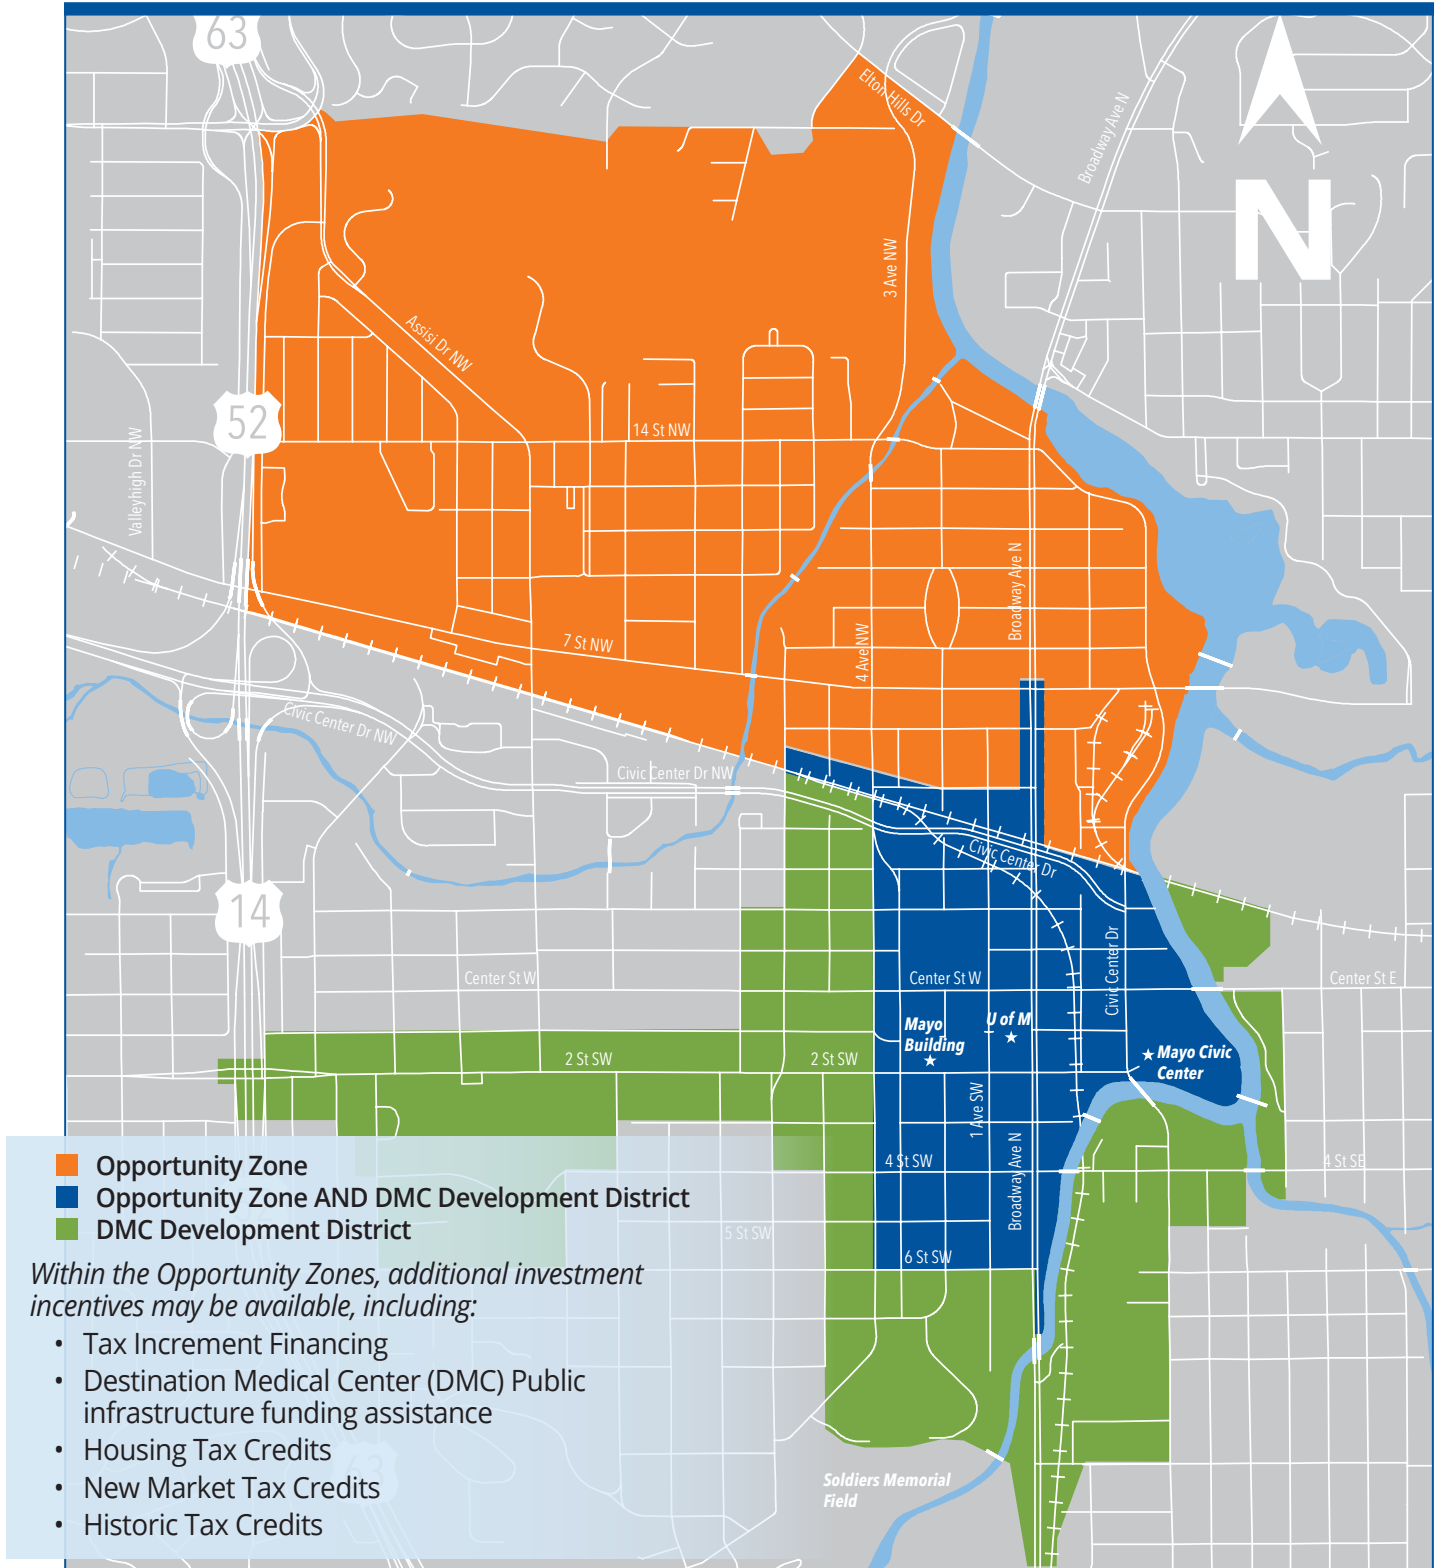 63
Elton Hills Dr
Broadway Ave N
N
3 Ave NW
Assisi Dr NW
52
14 St NW
Valleyhigh Dr NW
Broadway Ave N
7 St NW
4 Ave NW
Civic Center Dr NW
Civic Center Dr NW
Civic Center Dr
14
Center St W
Center St W
Civic Center Dr
Center St E
Mayo
Building
U of M
Mayo Civic
Center
2 St SW
2 St SW
1 Ave SW
Broadway Ave N
4 St SW
4 St SE
5 St SW
6 St SW
Opportunity Zone
Opportunity Zone AND DMC Development District
DMC Development District
Within the Opportunity Zones, additional investment
incentives may be available, including:
• Tax Increment Financing
• Destination Medical Center (DMC) Public
infrastructure funding assistance
• Housing Tax Credits
• New Market Tax Credits
• Historic Tax Credits
63
Soldiers Memorial
Field